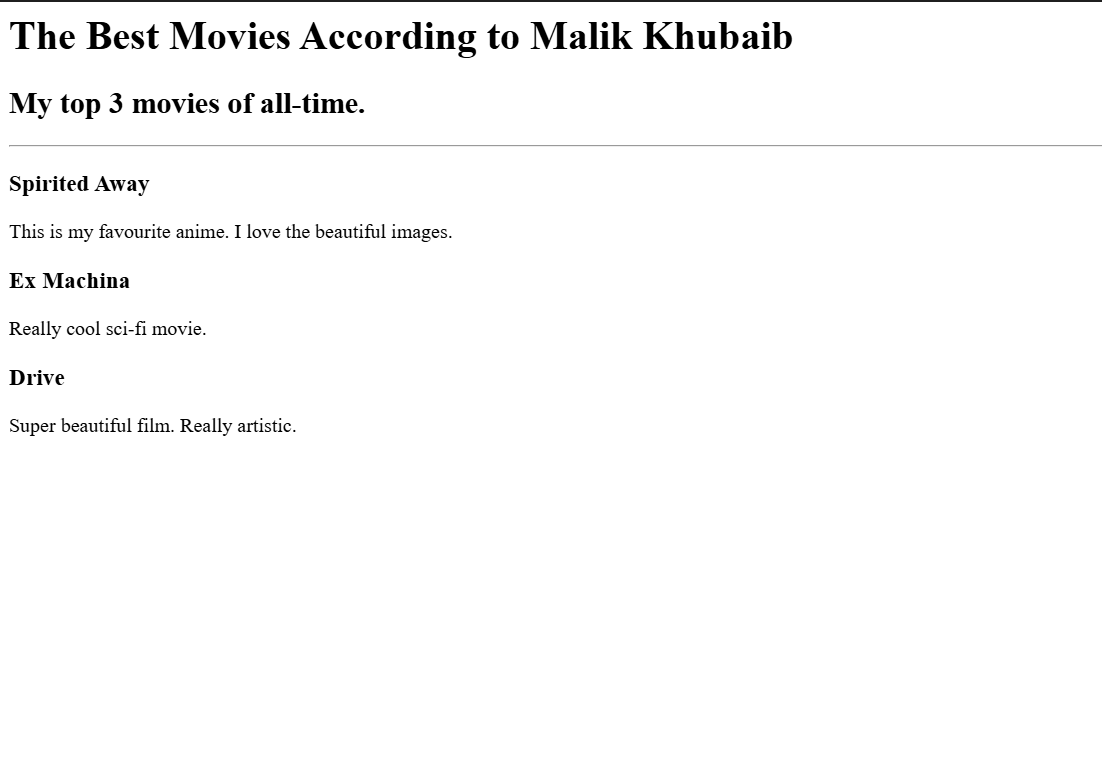 The Best Movies According to Malik Khubaib
My top 3 movies of all-time.
Spirited Away
This is my favourite anime. I love the beautiful images.
Ex Machina
Really cool sci-fi movie.
Drive
Super beautiful film. Really artistic.